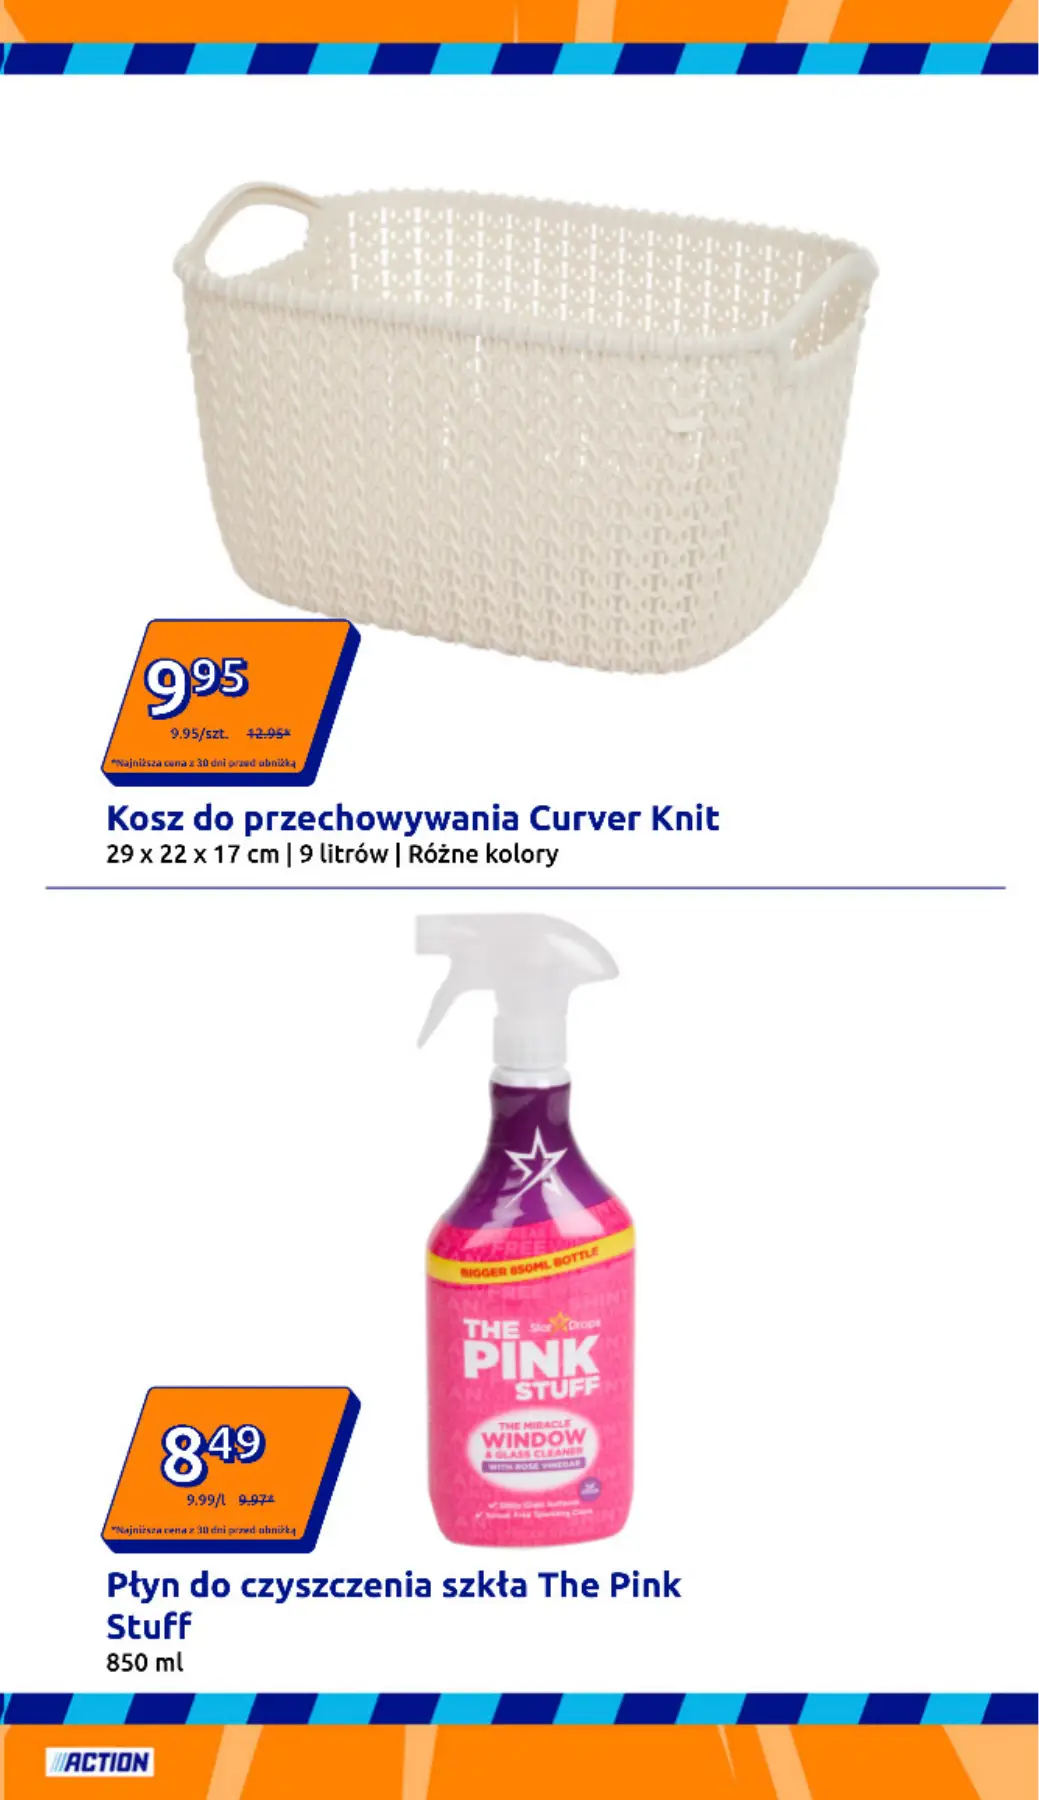 9 95
9.95/szt. 12.95*
*Najniższa cena z 30 dni przed obniżką
Kosz do przechowywania Curver Knit
29 x 22 x 17 cm | 9 litrów | Różne kolory
BIGGER 850ML BOTTLE
THE Star Drops
PINK
STUFF
THE MIRACLE
WINDOW
& GLASS CLEANER
WITH ROSE VINEGAR
8 49
9.99/l 9.97*
*Najniższa cena z 30 dni przed obniżką
Płyn do czyszczenia szkła The Pink
Stuff
850 ml
ACTION